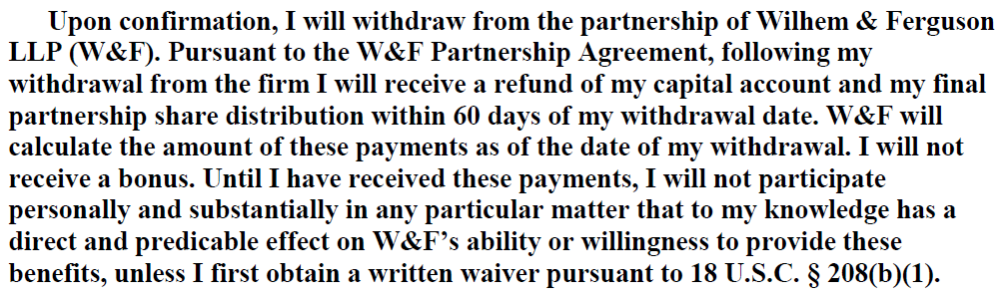 Upon confirmation, I will withdraw from the partnership of Wilhem & Ferguson
LLP (W&F). Pursuant to the W&F Partnership Agreement, following my
withdrawal from the firm I will receive a refund of my capital account and my final
partnership share distribution within 60 days of my withdrawal date. W&F will
calculate the amount of these payments as of the date of my withdrawal. I will not
receive a bonus. Until I have received these payments, I will not participate
personally and substantially in any particular matter that to my knowledge has a
direct and predicable effect on W&F’s ability or willingness to provide these
benefits, unless I first obtain a written waiver pursuant to 18 U.S.C. § 208(b)(1).